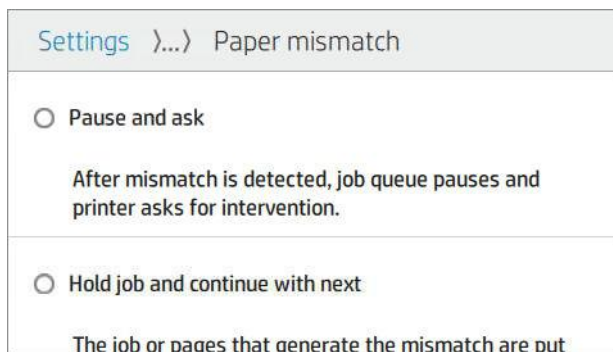 Settings 〉...〉 Paper mismatch
Pause and ask
After mismatch is detected, job queue pauses and
printer asks for intervention.
Hold job and continue with next
The job or pages that generate the mismatch are put